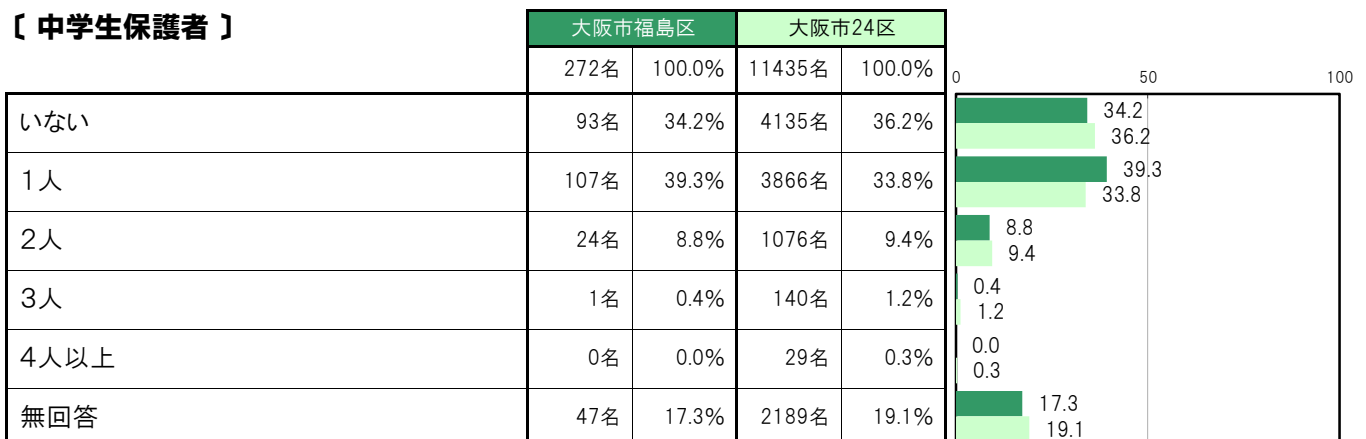 〔 中学生保護者 〕
大阪市福島区 大阪市24区
272名 100.0% 11435名 100.0%
0 50 100
いない 93名 34.2% 4135名 36.2% 34.2
36.2
1人 107名 39.3% 3866名 33.8% 39.3
33.8
2人 24名 8.8% 1076名 9.4% 8.8
9.4
3人 1名 0.4% 140名 1.2% 0.4
1.2
4人以上 0名 0.0% 29名 0.3% 0.0
0.3
無回答 47名 17.3% 2189名 19.1% 17.3
19.1